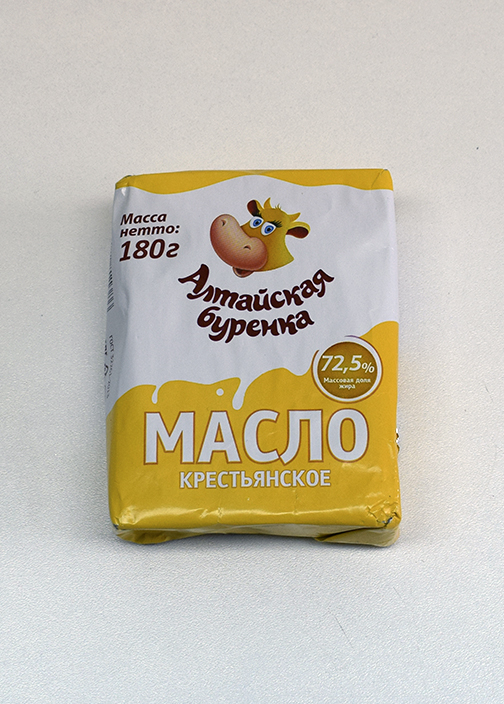 Масса
нетто:
180г
Алтайская
буренка
72,5%
Массовая доля
жира
МАСЛО
КРЕСТЬЯНСКОЕ